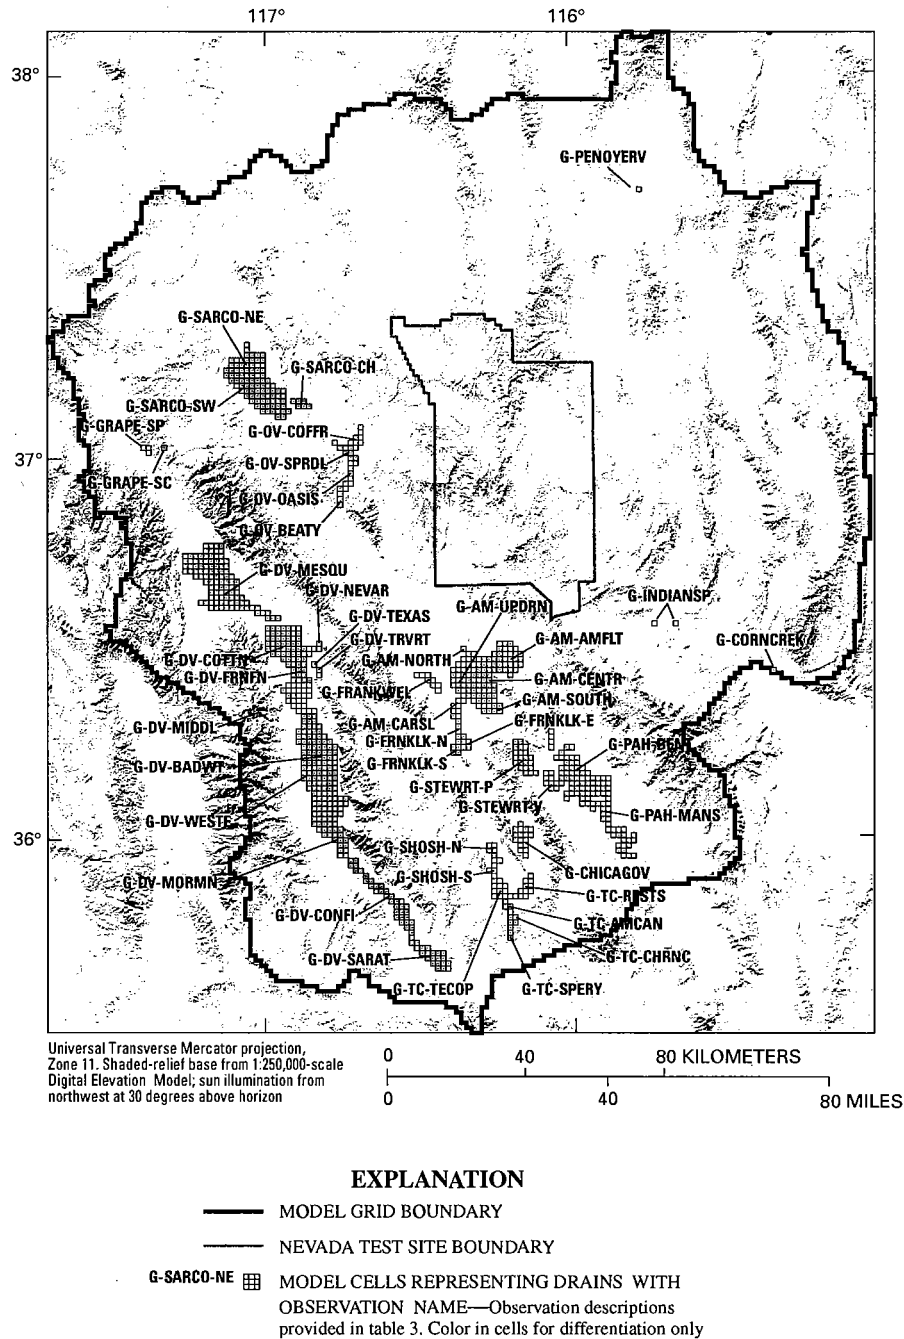 117°
116°
38°
G-PENOYERV
G-SARCO-NE
G-SARCO-CH
G-SARCO-SW
G-GRAPE-SP
G-OV-COFFR
37°
G-OV-SPRDL
G-GRAPE-SC
G-OV-OASIS
G-OV-BEATY
G-DV-MESQU
G-DV-NEVAR
G-AM-UPDRN
G-INDIANSP
G-DV-TEXAS
G-DV-TRVRT
G-AM-AMFLT
G-CORNCREK
G-DV-COTTN
G-AM-NORTH
G-DV-FRNFN
G-AM-CENTR
G-FRANKWEL
G-AM-SOUTH
G-DV-MIDDL
G-AM-CARSL
G-FRNKLK-E
G-FRNKLK-N
G-PAH-BENN
G-DV-BADWT
G-FRNKLK-S
G-STEWRT-P
G-STEWRT-V
G-DV-WESTE
G-PAH-MANS
36°
G-SHOSH-N
G-DV-MORMN
G-SHOSH-S
G-CHICAGOV
G-TC-RESTS
G-DV-CONFI
G-TC-AMCAN
G-DV-SARAT
G-TC-CHRNC
G-TC-TECOP
G-TC-SPERY
Universal Transverse Mercator projection,
Zone 11. Shaded-relief base from 1:250,000-scale
Digital Elevation Model; sun illumination from
northwest at 30 degrees above horizon
0 40 80 KILOMETERS
0 40 80 MILES
EXPLANATION
MODEL GRID BOUNDARY
NEVADA TEST SITE BOUNDARY
G-SARCO-NE MODEL CELLS REPRESENTING DRAINS WITH
OBSERVATION NAME—Observation descriptions
provided in table 3. Color in cells for differentiation only